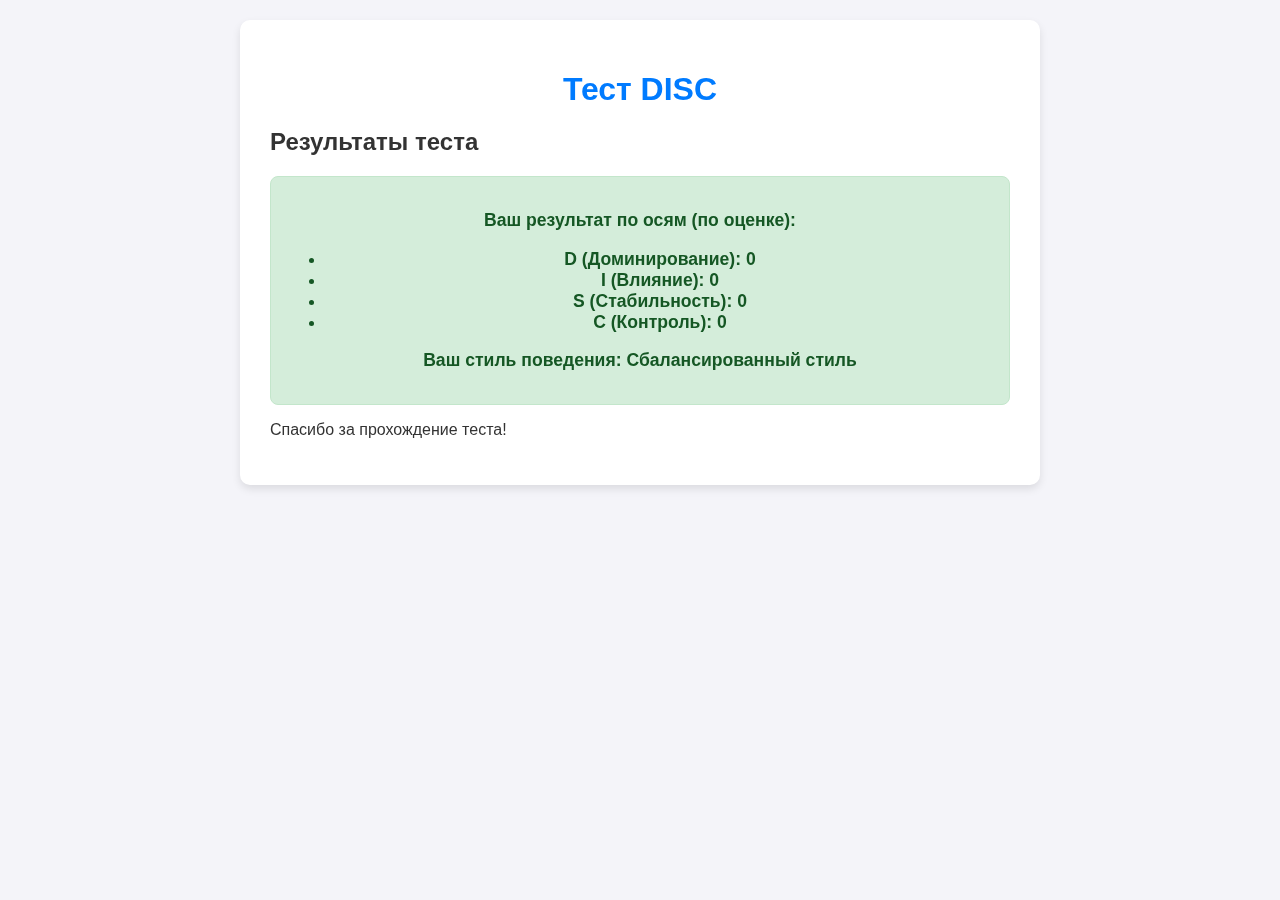 Тест DISC
Результаты теста
Ваш результат по осям (по оценке):
D (Доминирование): 0
I (Влияние): 0
S (Стабильность): 0
C (Контроль): 0
Ваш стиль поведения: Сбалансированный стиль
Спасибо за прохождение теста!